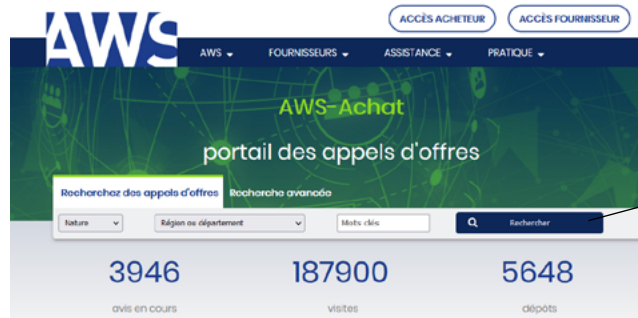 ACCÈS ACHETEUR ACCÈS FOURNISSEUR
AWS
AWS FOURNISSEURS ASSISTANCE PRATIQUE
AWS-Achat
portail des appels d'offres
Recherchez des appels d'offres Recherche avancée
Nature Région ou département Mots clés Rechercher
3946 187900 5648
avis en cours visites dépôts